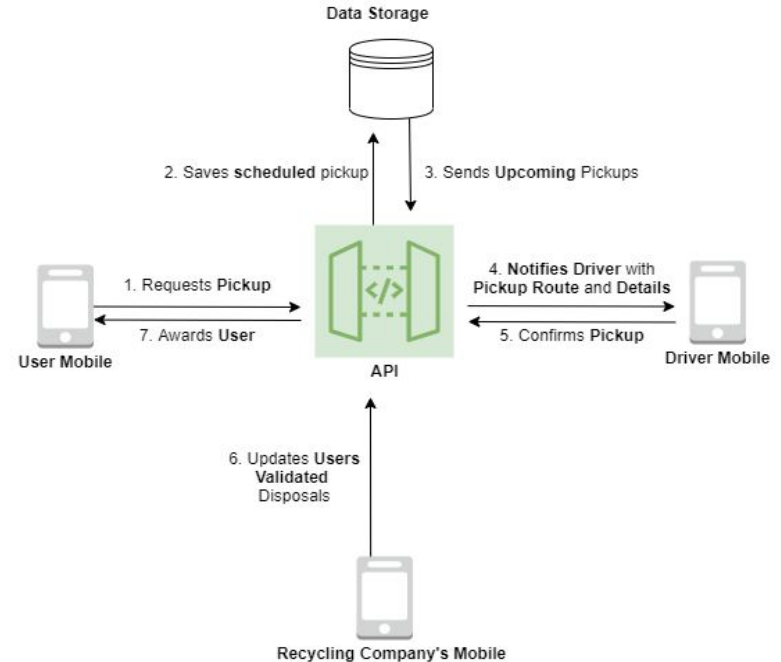 Data Storage
2. Saves scheduled pickup
3. Sends Upcoming Pickups
1. Requests Pickup
7. Awards User
User Mobile
</>
API
4. Notifies Driver with
Pickup Route and Details
5. Confirms Pickup
Driver Mobile
6. Updates Users
Validated
Disposals
Recycling Company's Mobile